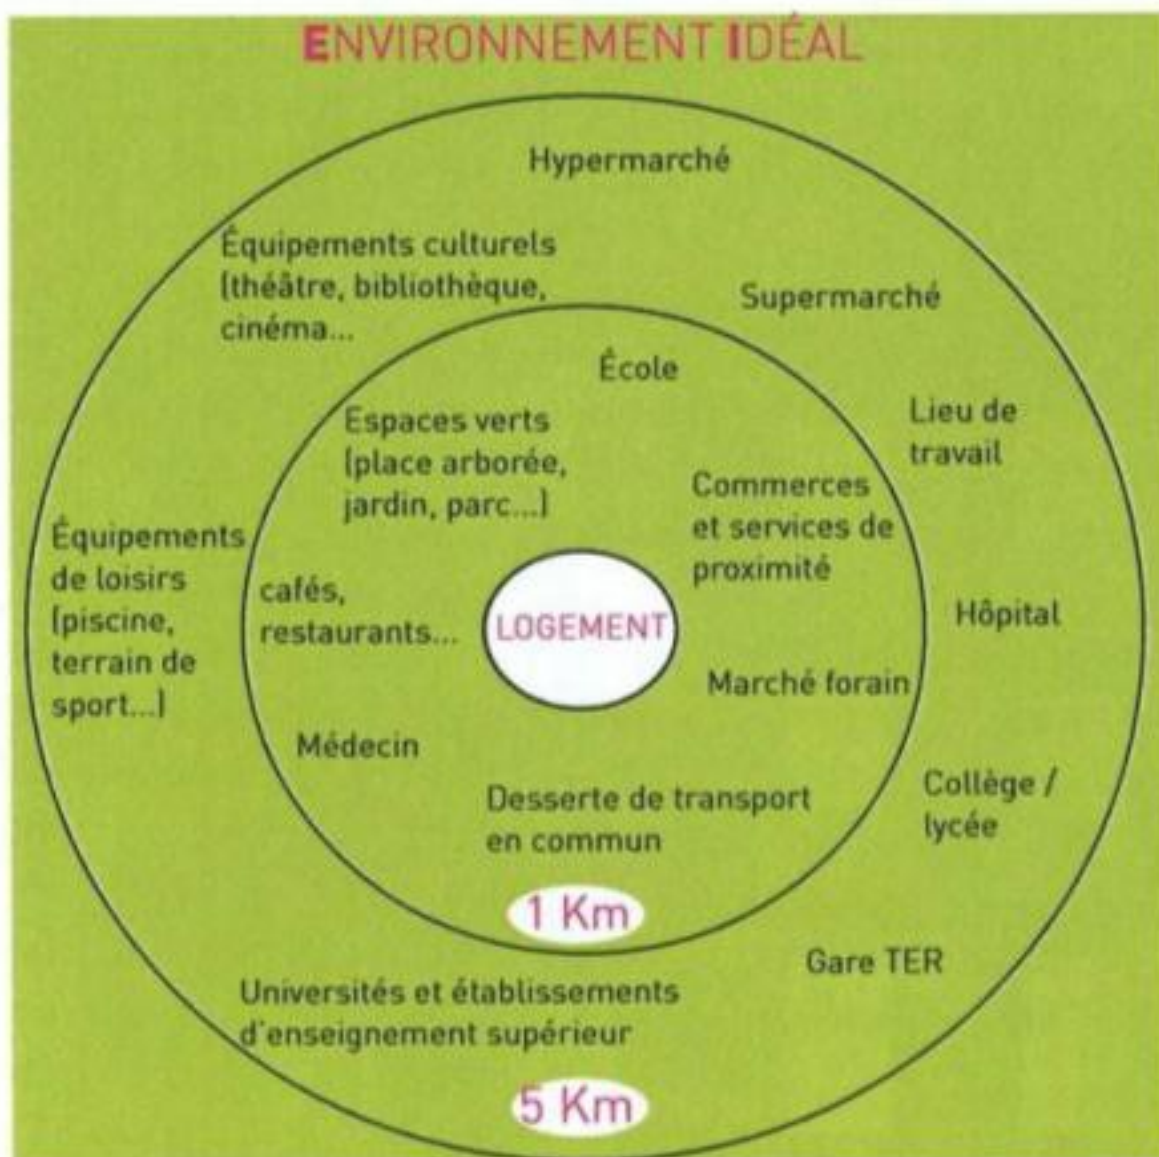 ENVIRONNEMENT IDÉAL
Hypermarché
Équipements culturels
(théâtre, bibliothèque,
cinéma...
Supermarché
École
Espaces verts
(place arborée,
jardin, parc...)
Lieu de
travail
Commerces
et services de
proximité
Équipements
de loisirs
(piscine,
terrain de
sport...)
cafés,
restaurants...
LOGEMENT
Hôpital
Marché forain
Médecin
Desserte de transport
en commun
Collège /
lycée
1 Km
Gare TER
Universités et établissements
d'enseignement supérieur
5 Km